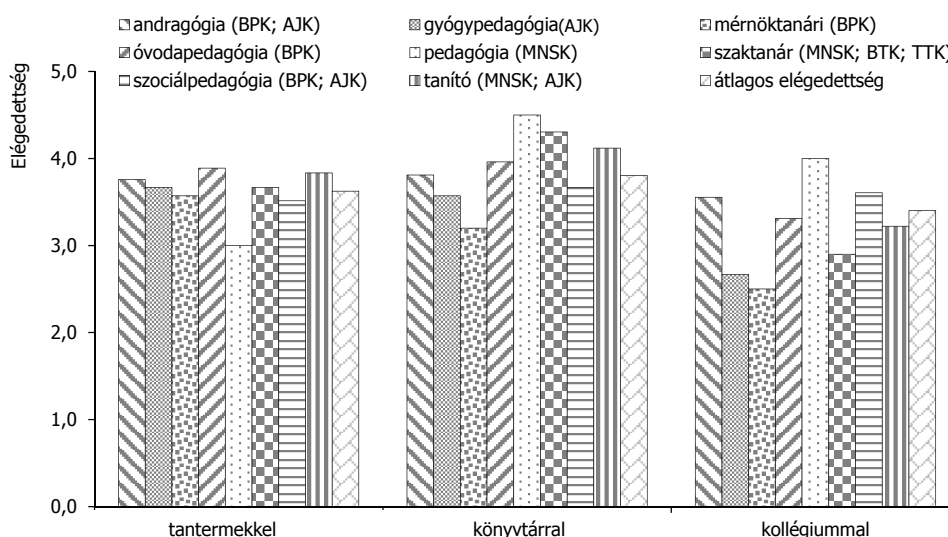 andragógia (BPK; AJK) gyógypedagógia(AJK) mérnöktanári (BPK)
óvodapedagógia (BPK) pedagógia (MNSK) szaktanár (MNSK; BTK; TTK)
szociálpedagógia (BPK; AJK) tanító (MNSK; AJK) átlagos elégedettség
Elégedettség
5,0
4,0
3,0
2,0
1,0
0,0
tantermekkel könyvtárral kollégiummal